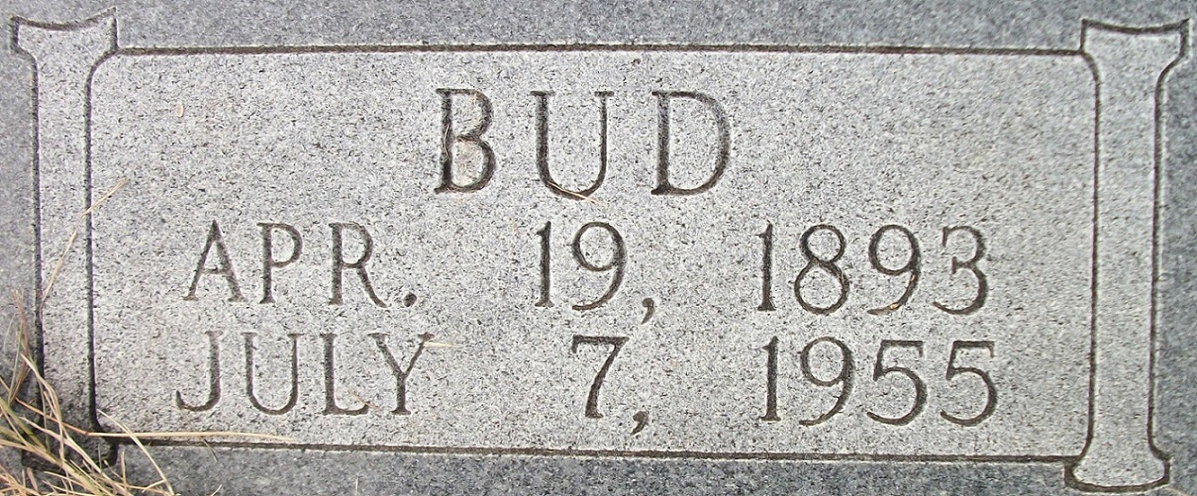 BUD
APR. 19, 1893
JULY 7, 1955